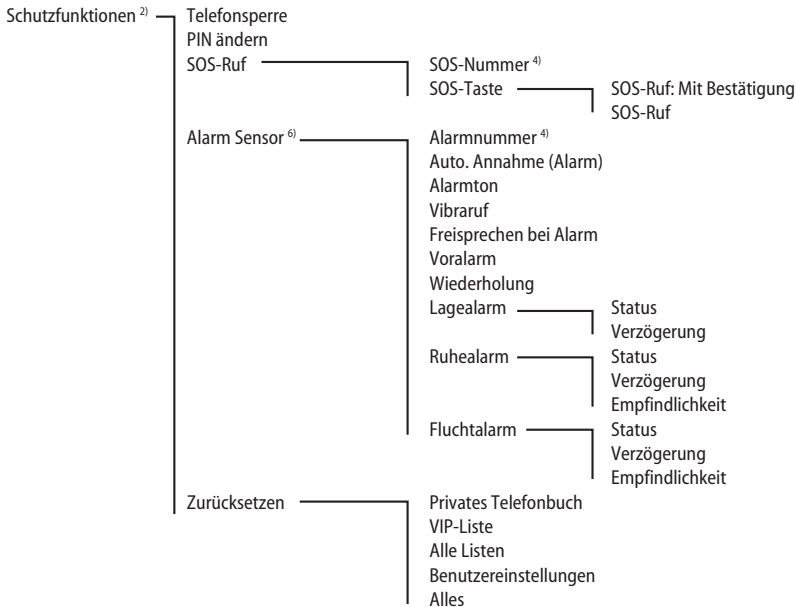 Schutzfunktionen 2) Telefonsperre
PIN ändern
SOS-Ruf SOS-Nummer 4)
SOS-Taste SOS-Ruf: Mit Bestätigung
SOS-Ruf
Alarm Sensor 6) Alarmnummer 4)
Auto. Annahme (Alarm)
Alarmton
Vibraruf
Freisprechen bei Alarm
Voralarm
Wiederholung
Lagealarm Status
Verzögerung
Ruhealarm Status
Verzögerung
Empfindlichkeit
Fluchtalarm Status
Verzögerung
Empfindlichkeit
Zurücksetzen Privates Telefonbuch
VIP-Liste
Alle Listen
Benutzereinstellungen
Alles